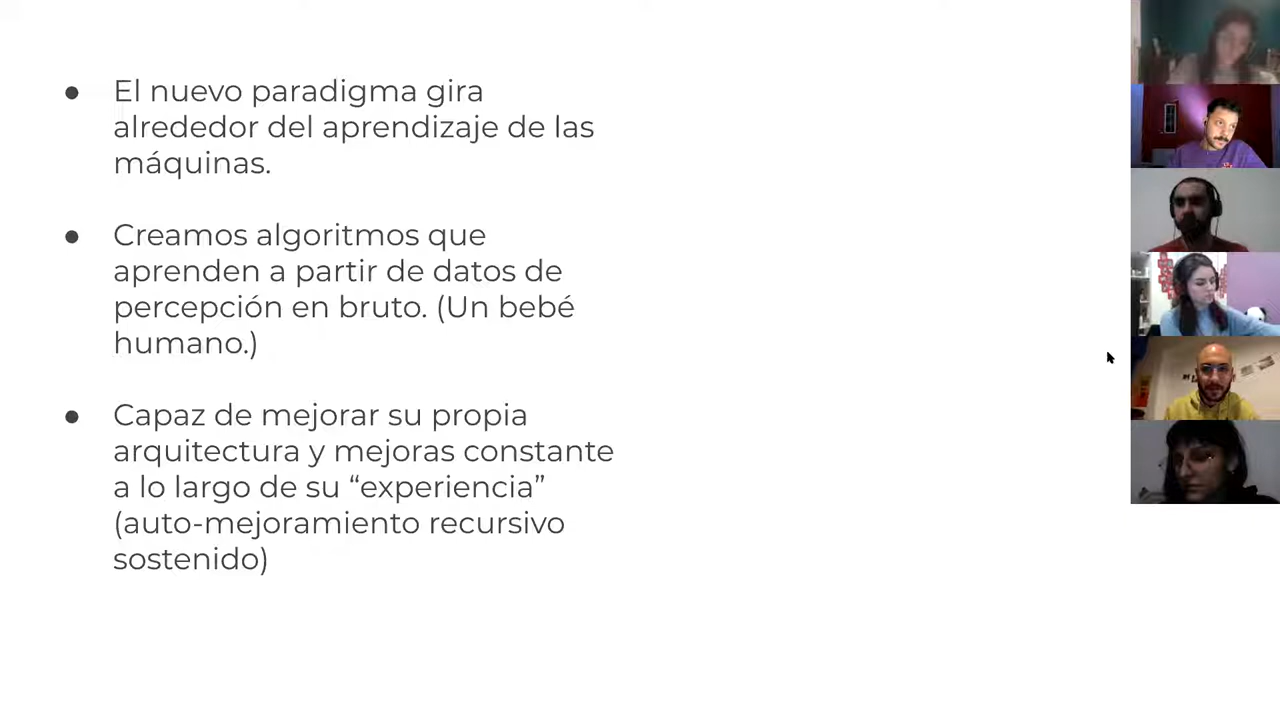 ● El nuevo paradigma gira
alrededor del aprendizaje de las
máquinas.
● Creamos algoritmos que
aprenden a partir de datos de
percepción en bruto. (Un bebé
humano.)
● Capaz de mejorar su propia
arquitectura y mejoras constante
a lo largo de su “experiencia”
(auto-mejoramiento recursivo
sostenido)